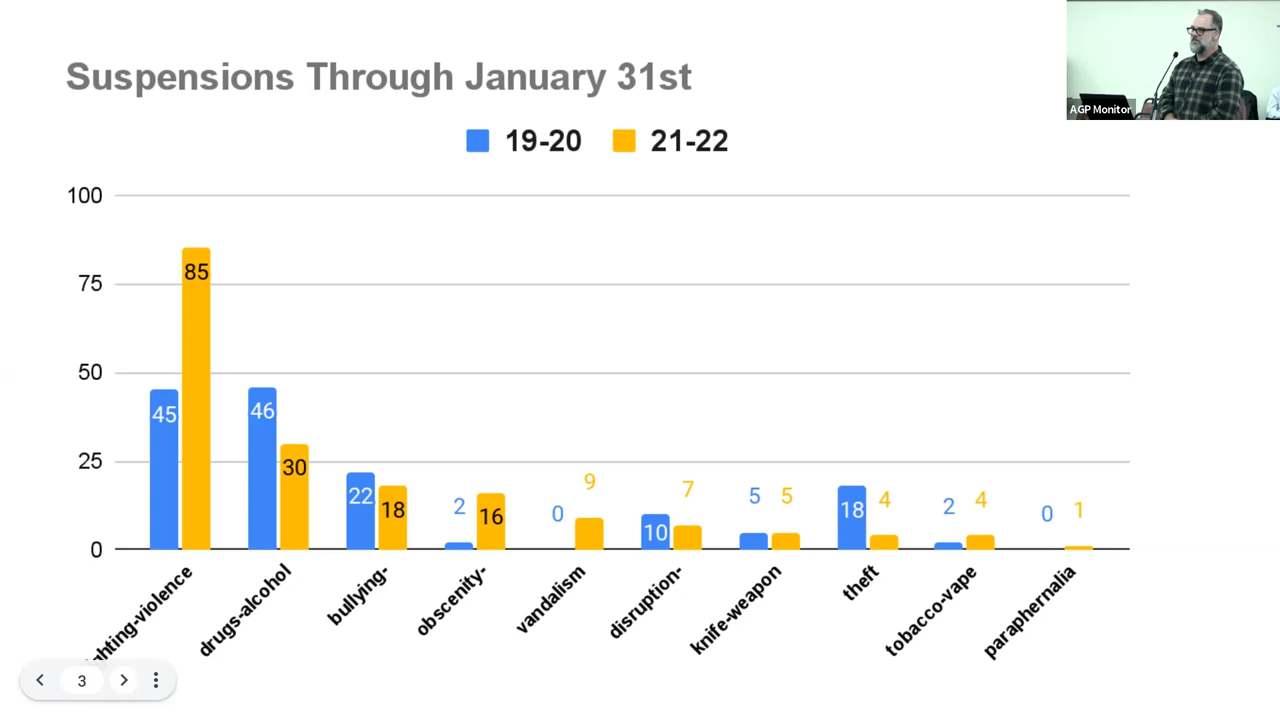 Suspensions Through January 31st
AGP Monitor
19-20 21-22
100
75
50
25
0
45 85 46 30 22 18 2 16 0 9 10 7 5 5 18 4 2 4 0 1
ghting-violence drugs-alcohol bullying- obscenity- vandalism disruption- knife-weapon theft tobacco-vape paraphernalia
3